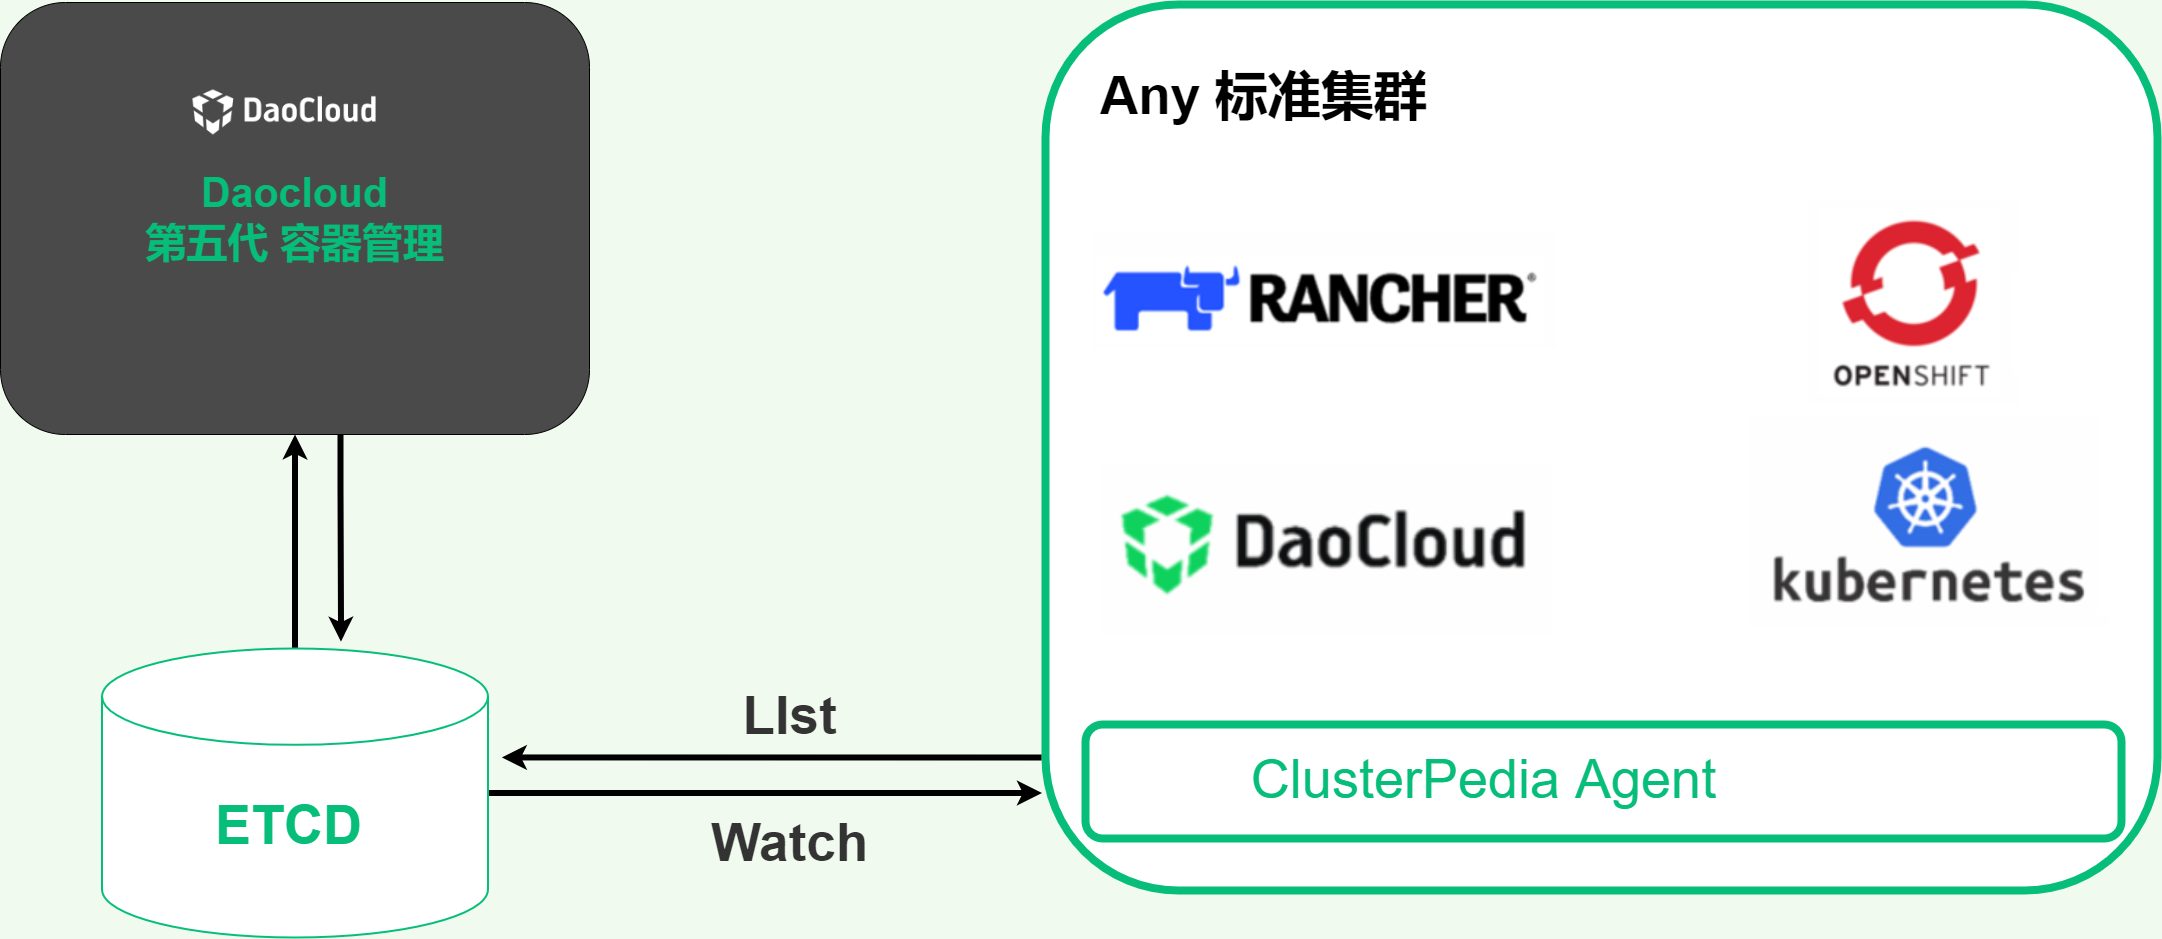 DaoCloud
Daocloud
第五代 容器管理
Any 标准集群
RANCHER®
OPENSHIFT
DaoCloud
kubernetes
LIst
Watch
ETCD
ClusterPedia Agent